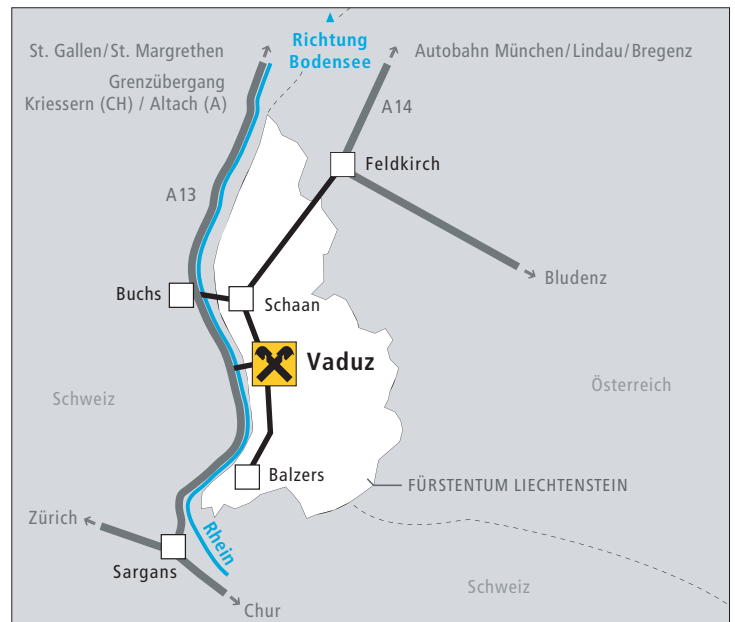 St. Gallen/St. Margrethen
Richtung
Bodensee
Autobahn München/Lindau/Bregenz
Grenzübergang
Kriessern (CH) / Altach (A)
A14
Feldkirch
A13
Bludenz
Buchs
Schaan
Vaduz
Österreich
Schweiz
Balzers
FÜRSTENTUM LIECHTENSTEIN
Zürich
Rhein
Sargans
Schweiz
Chur